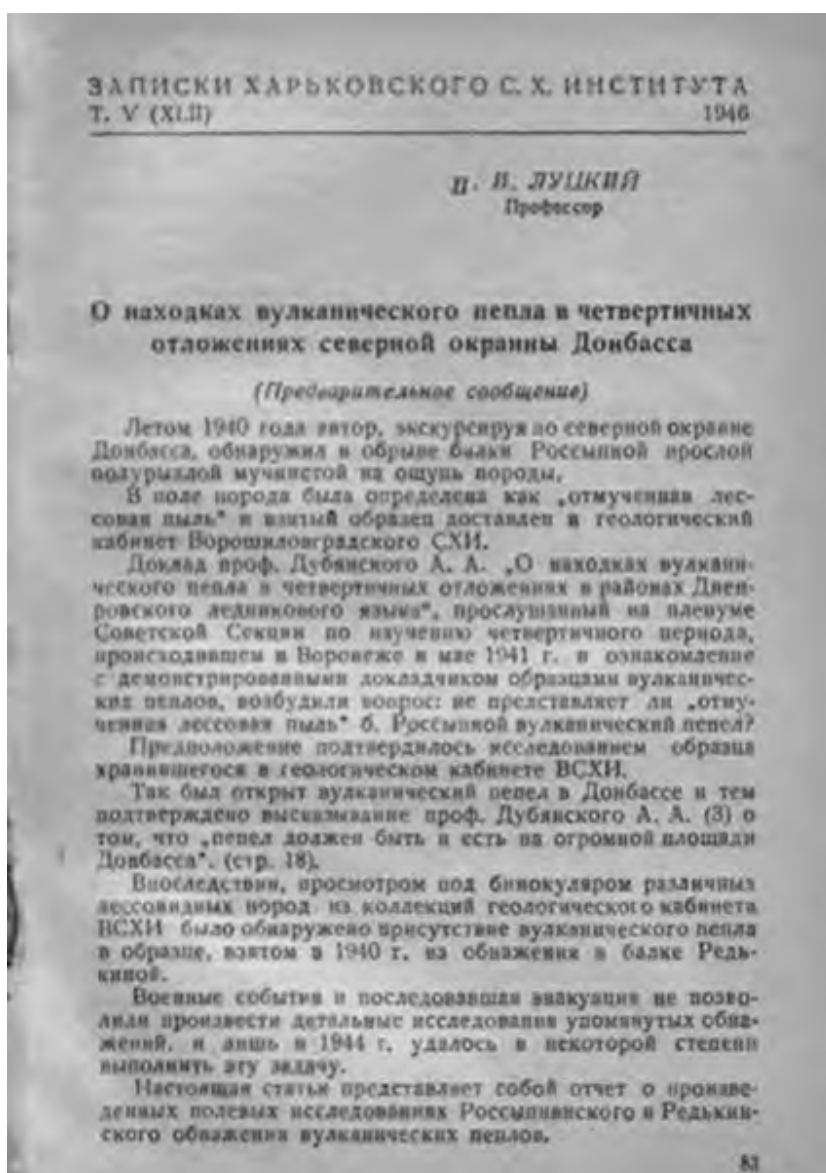 ЗАПИСКИ ХАРЬКОВСКОГО С. Х. ИНСТИТУТА
Т. V (XLII) 1946
П. И. ЛУЦКИЙ
Профессор
О находках вулканического пепла в четвертичных
отложениях северной окраины Донбасса
(Предварительное сообщение)
Летом 1940 года автор, экскурсируя по северной окраине
Донбасса, обнаружил в обрыве балки Россыпной прослой
полурыхлой мучнистой на ощупь породы.
В поле порода была определена как „отмученная лес-
совая пыль“ и взятый образец доставлен в геологический
кабинет Ворошиловградского СХИ.
Доклад проф. Дубянского А. А. „О находках вулкани-
ческого пепла в четвертичных отложениях в районах Днеп-
ровского ледникового языка“, прослушанный на пленуме
Советской Секции по изучению четвертичного периода,
происходившем в Воронеже в мае 1941 г. и ознакомление
с демонстрированными докладчиком образцами вулканичес-
ких пеплов, возбудили вопрос: не представляет ли „отму-
ченная лессовая пыль“ б. Россыпной вулканический пепел?
Предположение подтвердилось исследованием образца
хранившегося в геологическом кабинете ВСХИ.
Так был открыт вулканический пепел в Донбассе и тем
подтверждено высказывание проф. Дубянского А. А. (3) о
том, что „пепел должен быть и есть на огромной площади
Донбасса“. (стр. 18).
Впоследствии, просмотром под бинокуляром различных
лессовидных пород из коллекций геологического кабинета
ВСХИ было обнаружено присутствие вулканического пепла
в образце, взятом в 1940 г. из обнажения в балке Редь-
киной.
Военные события и последовавшая эвакуация не позво-
лили произвести детальные исследования упомянутых обна-
жений, и лишь в 1944 г. удалось в некоторой степени
выполнить эту задачу.
Настоящая статья представляет собой отчет о произве-
денных полевых исследованиях Россыпнянского и Редькин-
ского обнажения вулканических пеплов.